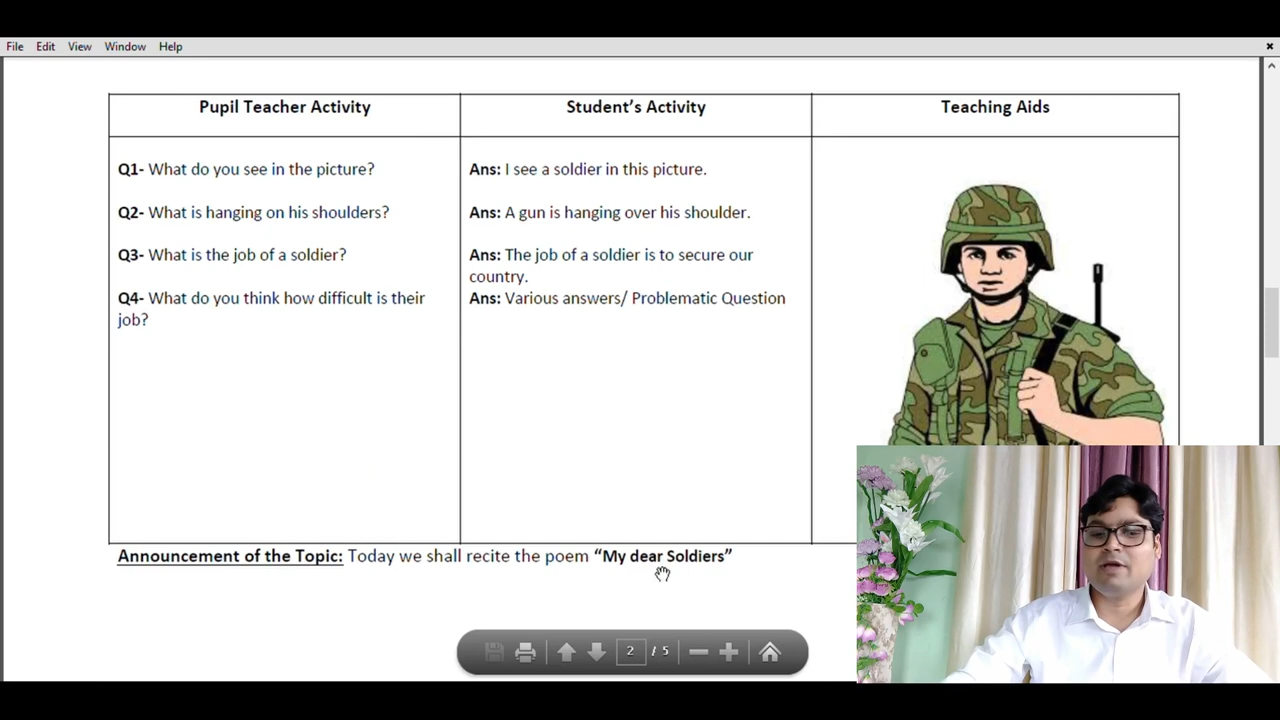 File Edit View Window Help
Pupil Teacher Activity Student’s Activity Teaching Aids
Q1- What do you see in the picture? Ans: I see a soldier in this picture.
Q2- What is hanging on his shoulders? Ans: A gun is hanging over his shoulder.
Q3- What is the job of a soldier? Ans: The job of a soldier is to secure our
country.
Q4- What do you think how difficult is their Ans: Various answers/ Problematic Question
job?
Announcement of the Topic: Today we shall recite the poem “My dear Soldiers”
2 / 5